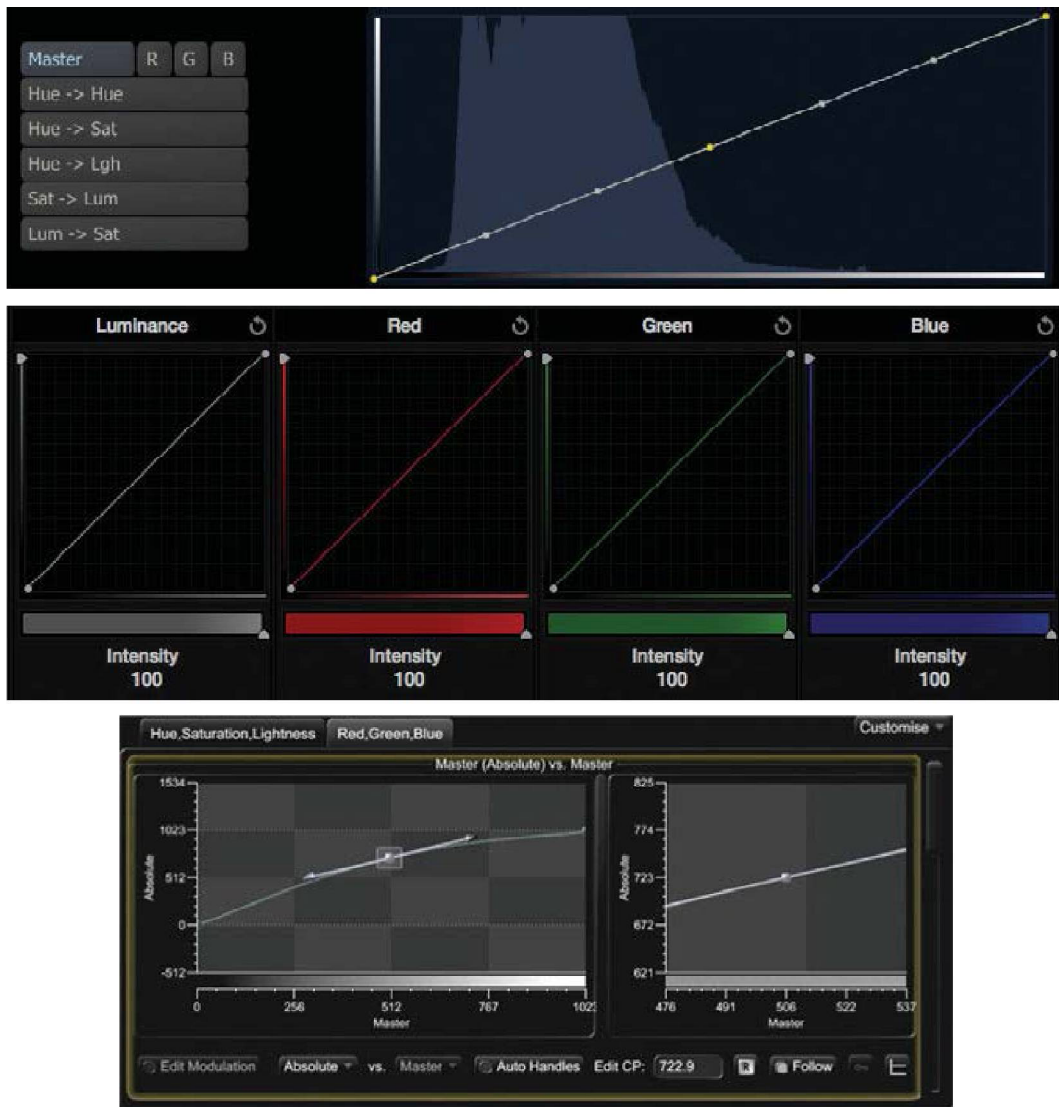 Master R G B
Hue -> Hue
Hue -> Sat
Hue -> Lgh
Sat -> Lum
Lum -> Sat
Luminance Red Green Blue
Intensity Intensity Intensity Intensity
100 100 100 100
Hue,Saturation,Lightness Red,Green,Blue Customise
Master (Absolute) vs. Master
1534 825
1023 774
Absolute 512 Absolute 723
0 672
-512 621
0 256 512 767 102 476 491 506 522 537
Master Master
Edit Modulation Absolute vs. Master Auto Handles Edit CP: 722.9 R Follow